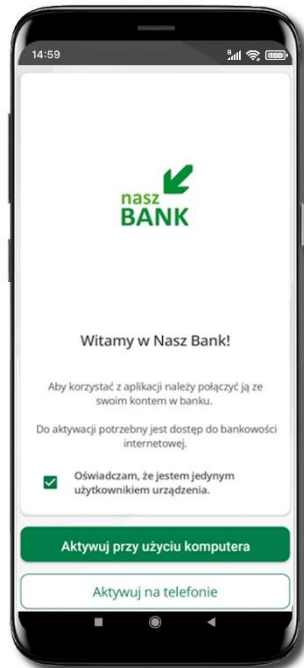 14:59
nasz
BANK
Witamy w Nasz Bank!
Aby korzystać z aplikacji należy połączyć ją ze
swoim kontem w banku.
Do aktywacji potrzebny jest dostęp do bankowości
internetowej.
Oświadczam, że jestem jedynym
użytkownikiem urządzenia.
Aktywuj przy użyciu komputera
Aktywuj na telefonie